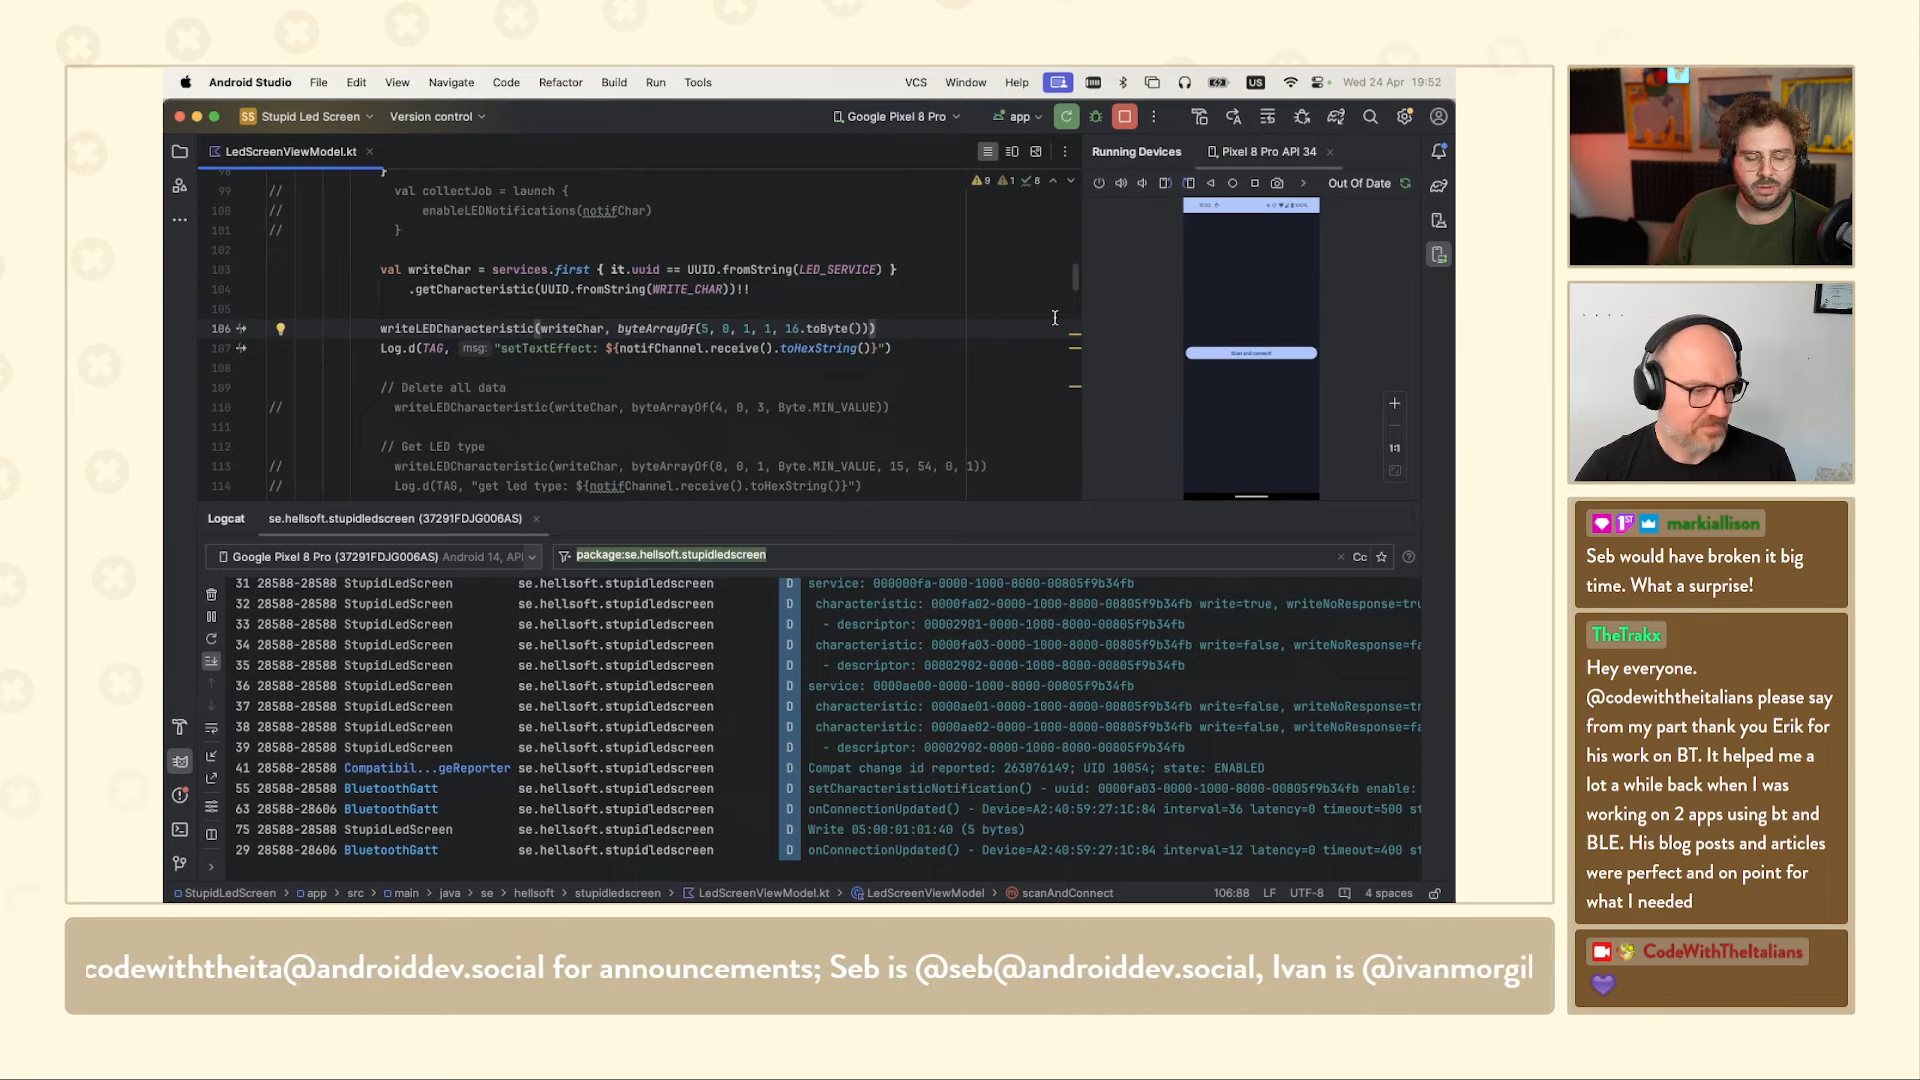 Android Studio File Edit View Navigate Code Refactor Build Run Tools VCS Window Help US Wed 24 Apr 19:52
SS Stupid Led Screen Version control Google Pixel 8 Pro app
LedScreenViewModel.kt Running Devices Pixel 8 Pro API 34
9 1 8 Out Of Date
98 }
99 // val collectJob = launch {
100 // enableLEDNotifications(notifChar)
101 // }
102
103 val writeChar = services.first { it.uuid == UUID.fromString(LED_SERVICE) }
104 .getCharacteristic(UUID.fromString(WRITE_CHAR))!!
105
106 writeLEDCharacteristic(writeChar, byteArrayOf(5, 0, 1, 1, 16.toByte()))
107 Log.d(TAG, msg: "setTextEffect: ${notifChannel.receive().toHexString()}")
108
109 // Delete all data
110 // writeLEDCharacteristic(writeChar, byteArrayOf(4, 0, 3, Byte.MIN_VALUE))
111
112 // Get LED type
113 // writeLEDCharacteristic(writeChar, byteArrayOf(8, 0, 1, Byte.MIN_VALUE, 15, 54, 0, 1))
114 // Log.d(TAG, "get led type: ${notifChannel.receive().toHexString()}")
Scan and connect!
1:1
Logcat se.hellsoft.stupidledscreen (37291FDJG006AS)
Google Pixel 8 Pro (37291FDJG006AS) Android 14, API package:se.hellsoft.stupidledscreen Cc
31 28588-28588 StupidLedScreen se.hellsoft.stupidledscreen D service: 000000fa-0000-1000-8000-00805f9b34fb
32 28588-28588 StupidLedScreen se.hellsoft.stupidledscreen D characteristic: 0000fa02-0000-1000-8000-00805f9b34fb write=true, writeNoResponse=tru
33 28588-28588 StupidLedScreen se.hellsoft.stupidledscreen D - descriptor: 00002901-0000-1000-8000-00805f9b34fb
34 28588-28588 StupidLedScreen se.hellsoft.stupidledscreen D characteristic: 0000fa03-0000-1000-8000-00805f9b34fb write=false, writeNoResponse=fa
35 28588-28588 StupidLedScreen se.hellsoft.stupidledscreen D - descriptor: 00002902-0000-1000-8000-00805f9b34fb
36 28588-28588 StupidLedScreen se.hellsoft.stupidledscreen D service: 0000ae00-0000-1000-8000-00805f9b34fb
37 28588-28588 StupidLedScreen se.hellsoft.stupidledscreen D characteristic: 0000ae01-0000-1000-8000-00805f9b34fb write=false, writeNoResponse=tr
38 28588-28588 StupidLedScreen se.hellsoft.stupidledscreen D characteristic: 0000ae02-0000-1000-8000-00805f9b34fb write=false, writeNoResponse=fa
39 28588-28588 StupidLedScreen se.hellsoft.stupidledscreen D - descriptor: 00002902-0000-1000-8000-00805f9b34fb
41 28588-28588 Compatibil...geReporter se.hellsoft.stupidledscreen D Compat change id reported: 263076149; UID 10054; state: ENABLED
55 28588-28588 BluetoothGatt se.hellsoft.stupidledscreen D setCharacteristicNotification() - uuid: 0000fa03-0000-1000-8000-00805f9b34fb enable:
63 28588-28606 BluetoothGatt se.hellsoft.stupidledscreen D onConnectionUpdated() - Device=A2:40:59:27:1C:84 interval=36 latency=0 timeout=500 st
75 28588-28588 StupidLedScreen se.hellsoft.stupidledscreen D Write 05:00:01:01:40 (5 bytes)
29 28588-28606 BluetoothGatt se.hellsoft.stupidledscreen D onConnectionUpdated() - Device=A2:40:59:27:1C:84 interval=12 latency=0 timeout=400 st
StupidLedScreen app src main java se hellsoft stupidledscreen LedScreenViewModel.kt LedScreenViewModel scanAndConnect 106:88 LF UTF-8 4 spaces
codewiththeita@androiddev.social for announcements; Seb is @seb@androiddev.social, Ivan is @ivanmorgil
1ST markiallison
Seb would have broken it big
time. What a surprise!
TheTrakx
Hey everyone.
@codewiththeitalians please say
from my part thank you Erik for
his work on BT. It helped me a
lot a while back when I was
working on 2 apps using bt and
BLE. His blog posts and articles
were perfect and on point for
what I needed
CodeWithTheItalians
💜